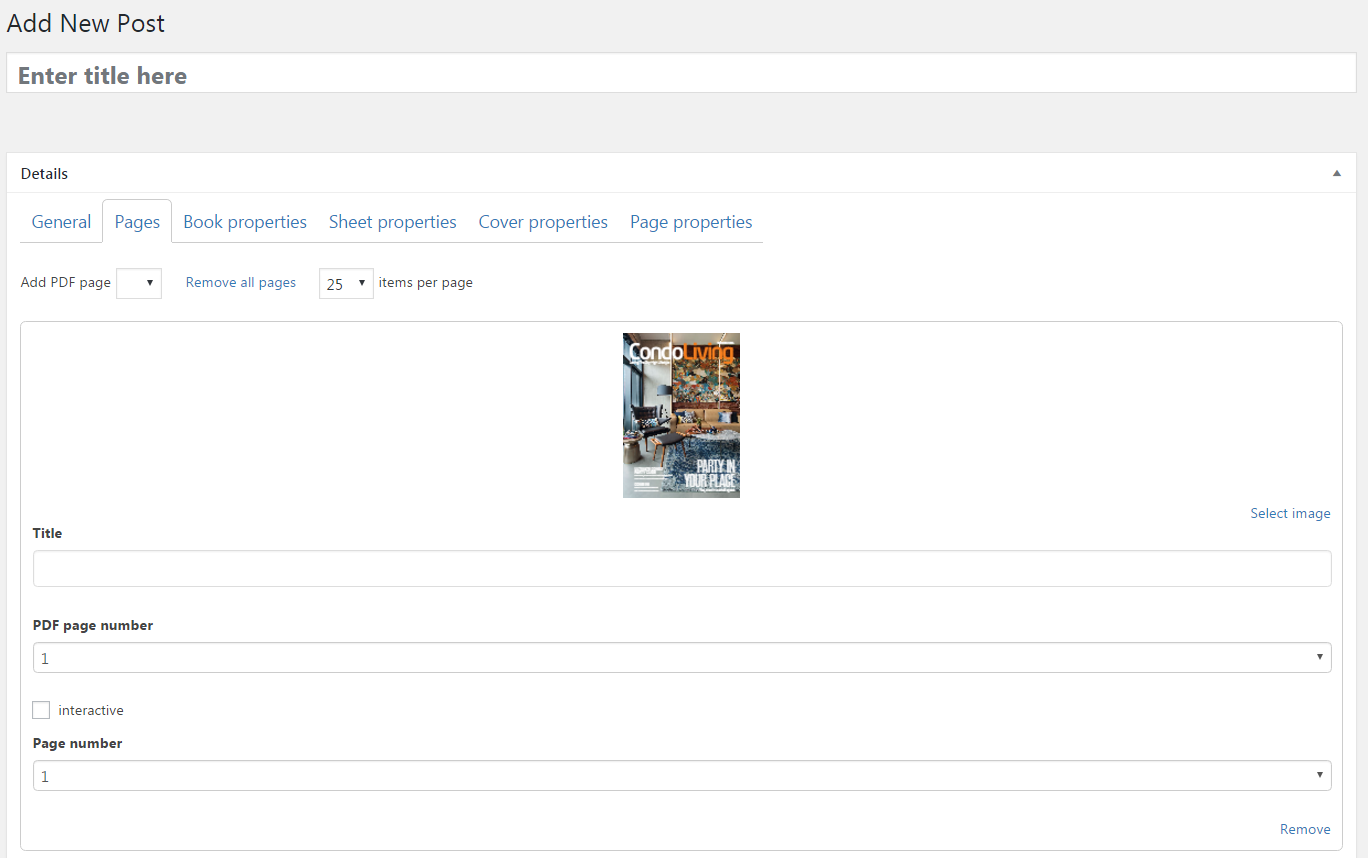 Add New Post
Enter title here
Details
General Pages Book properties Sheet properties Cover properties Page properties
Add PDF page Remove all pages 25 items per page
CondoLiving
PARTY IN
YOUR PLACE
Select image
Title
PDF page number
1
interactive
Page number
1
Remove